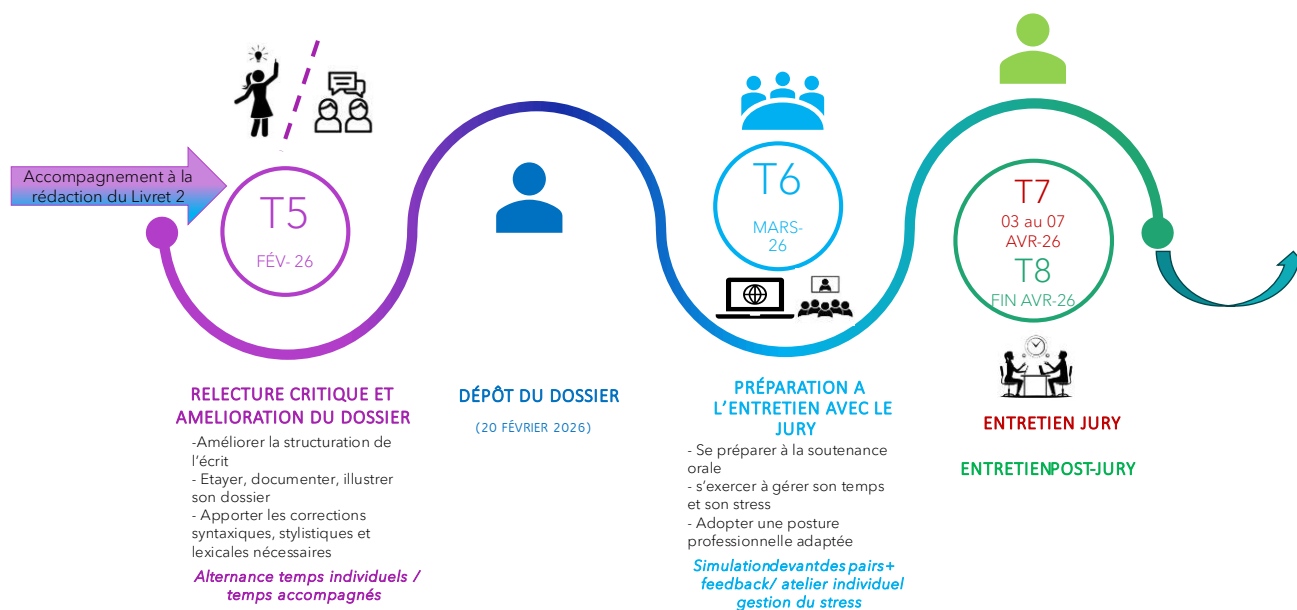 Accompagnement à la
rédaction du Livret 2
T5
FÉV- 26
RELECTURE CRITIQUE ET
AMELIORATION DU DOSSIER
-Améliorer la structuration de
l’écrit
- Etayer, documenter, illustrer
son dossier
- Apporter les corrections
syntaxiques, stylistiques et
lexicales nécessaires
Alternance temps individuels /
temps accompagnés
DÉPÔT DU DOSSIER
(20 FÉVRIER 2026)
T6
MARS-
26
PRÉPARATION A
L’ENTRETIEN AVEC LE
JURY
- Se préparer à la soutenance
orale
- s’exercer à gérer son temps
et son stress
- Adopter une posture
professionnelle adaptée
Simulationdevantdes pairs+
feedback/ atelier individuel
gestion du stress
T7
03 au 07
AVR-26
T8
FIN AVR-26
ENTRETIEN JURY
ENTRETIENPOST-JURY